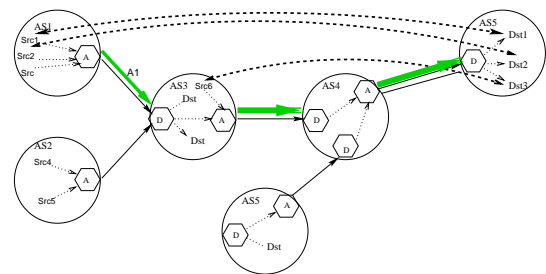 AS1
Src1
Src2
Src
A
A1
AS2
Src4
Src5
A
AS3
Src6
Dst
D
A
Dst
AS4
A
D
D
AS5
Dst1
D
Dst2
Dst3
AS5
A
D
Dst